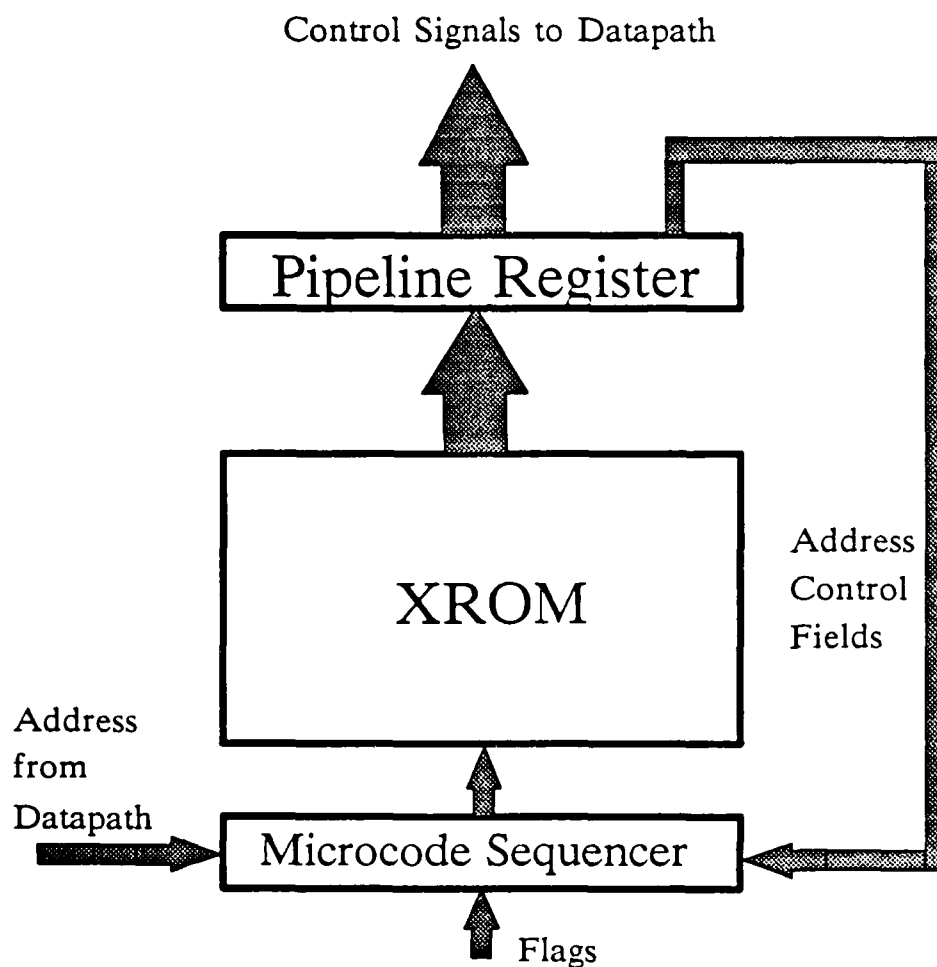 Control Signals to Datapath
Pipeline Register
XROM
Address
Control
Fields
Address
from
Datapath
Microcode Sequencer
Flags